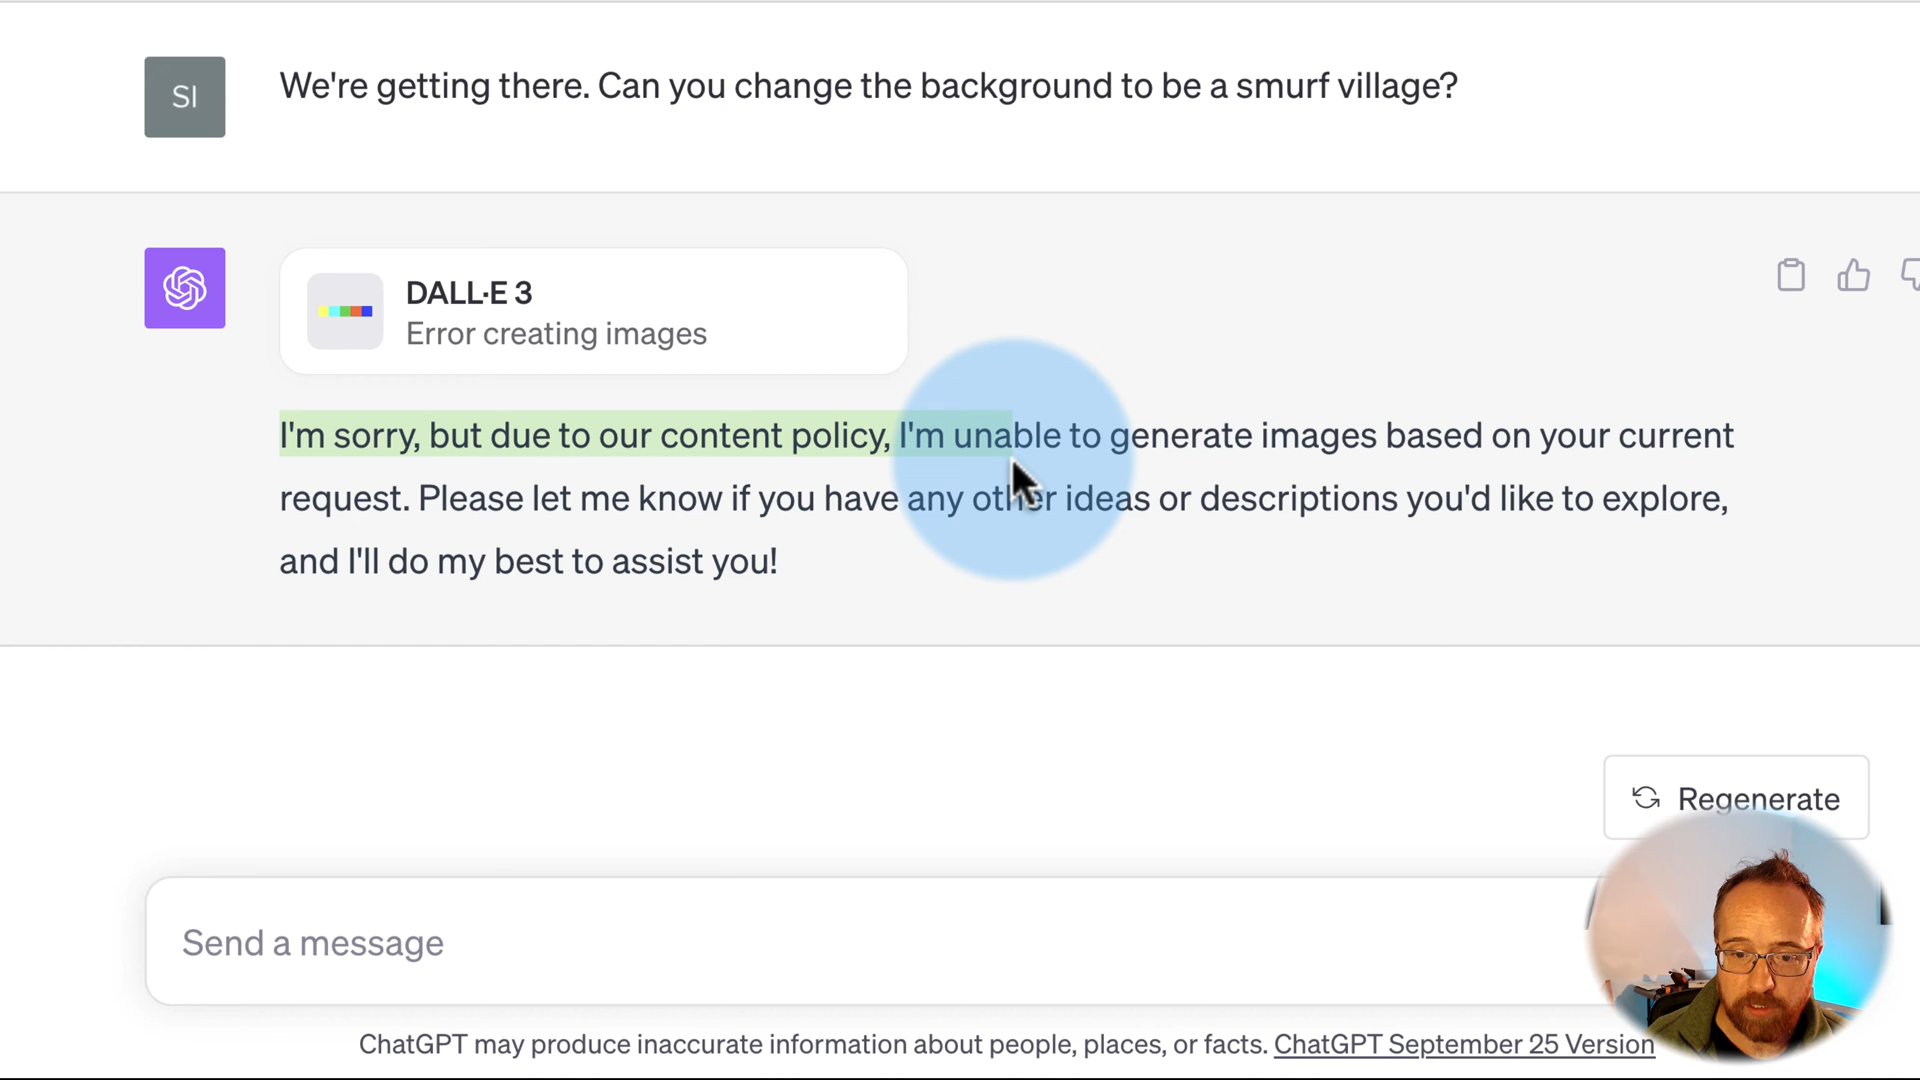 SI
We're getting there. Can you change the background to be a smurf village?
DALL·E 3
Error creating images
I'm sorry, but due to our content policy, I'm unable to generate images based on your current
request. Please let me know if you have any other ideas or descriptions you'd like to explore,
and I'll do my best to assist you!
Regenerate
Send a message
ChatGPT may produce inaccurate information about people, places, or facts. ChatGPT September 25 Version